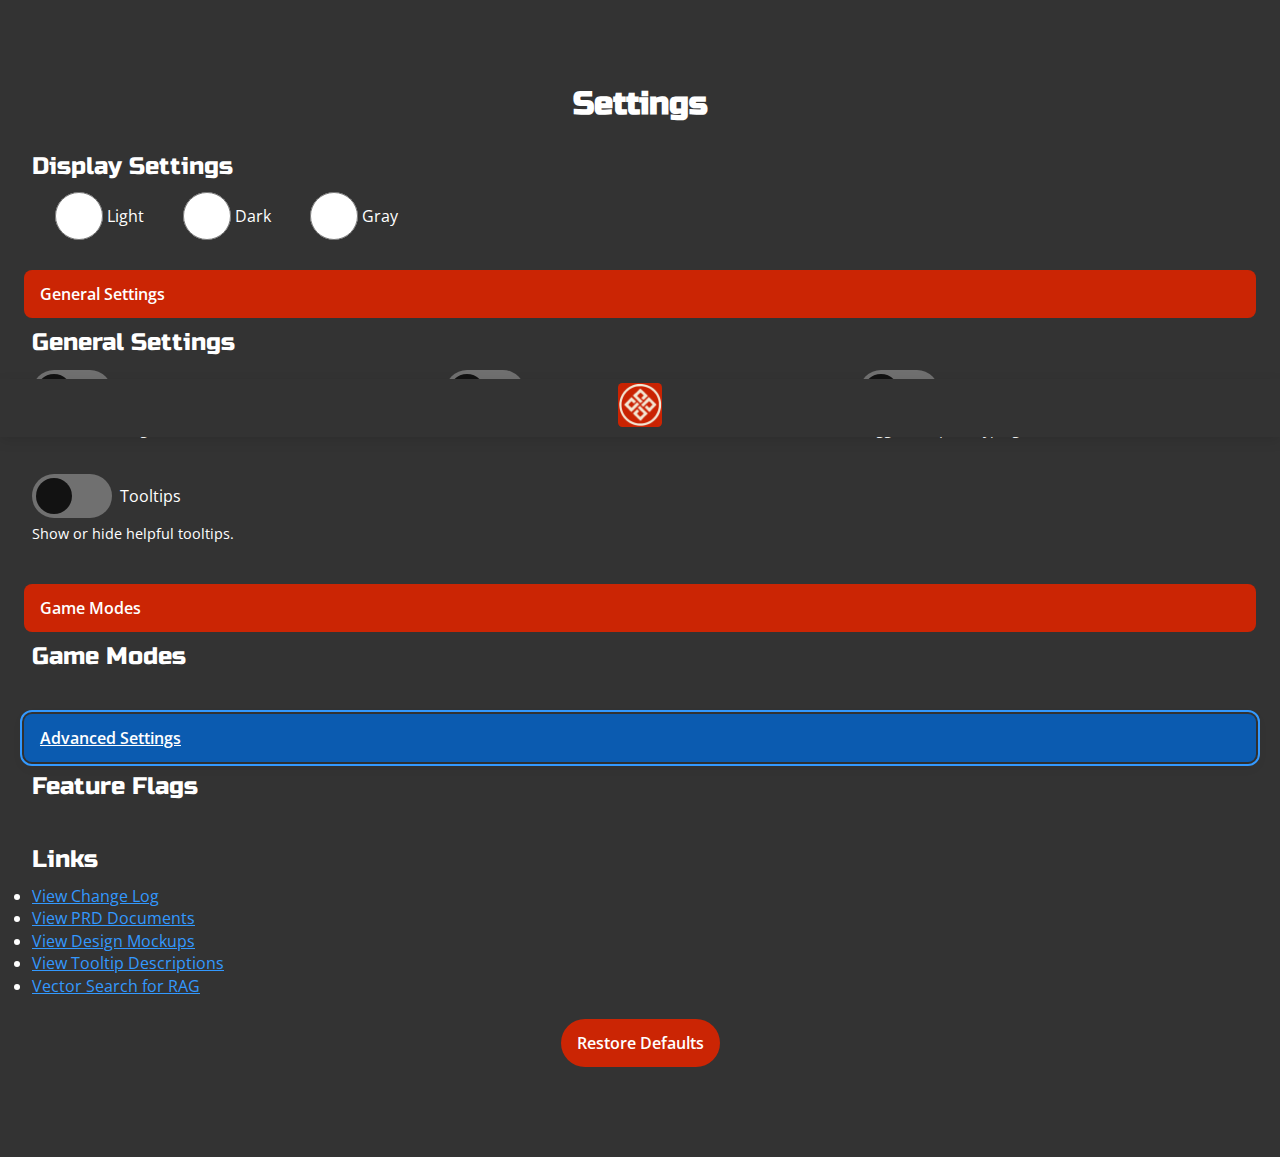 Settings
Display Settings
Light
Dark
Gray
General Settings
General Settings
Tooltips
Show or hide helpful tooltips.
Game Modes
Game Modes
Advanced Settings
Feature Flags
Links
View Change Log
View PRD Documents
View Design Mockups
View Tooltip Descriptions
Vector Search for RAG
Restore Defaults